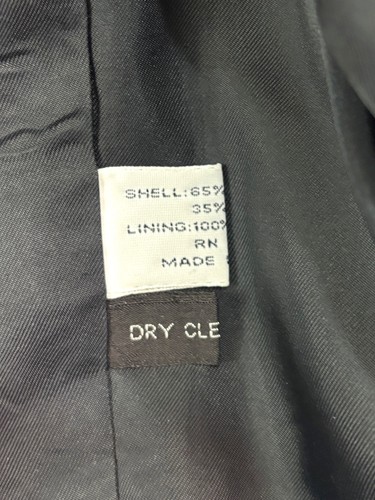 SHELL:65%
35%
LINING:100%
RN
MADE
DRY CLE